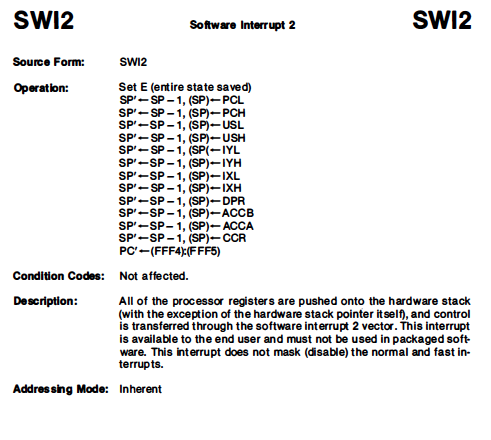 SWI2 Software Interrupt 2 SWI2
Source Form: SWI2
Operation: Set E (entire state saved)
SP′←SP – 1, (SP)←PCL
SP′←SP – 1, (SP)←PCH
SP′←SP – 1, (SP)←USL
SP′←SP – 1, (SP)←USH
SP′←SP – 1, (SP(←IYL
SP′←SP – 1, (SP)←IYH
SP′←SP – 1, (SP)←IXL
SP′←SP – 1, (SP)←IXH
SP′←SP – 1, (SP)←DPR
SP′←SP – 1, (SP)←ACCB
SP′←SP – 1, (SP)←ACCA
SP′←SP – 1, (SP)←CCR
PC′←(FFF4):(FFF5)
Condition Codes: Not affected.
Description: All of the processor registers are pushed onto the hardware stack
(with the exception of the hardware stack pointer itself), and control
is transferred through the software interrupt 2 vector. This interrupt
is available to the end user and must not be used in packaged soft-
ware. This interrupt does not mask (disable) the normal and fast in-
terrupts.
Addressing Mode: Inherent